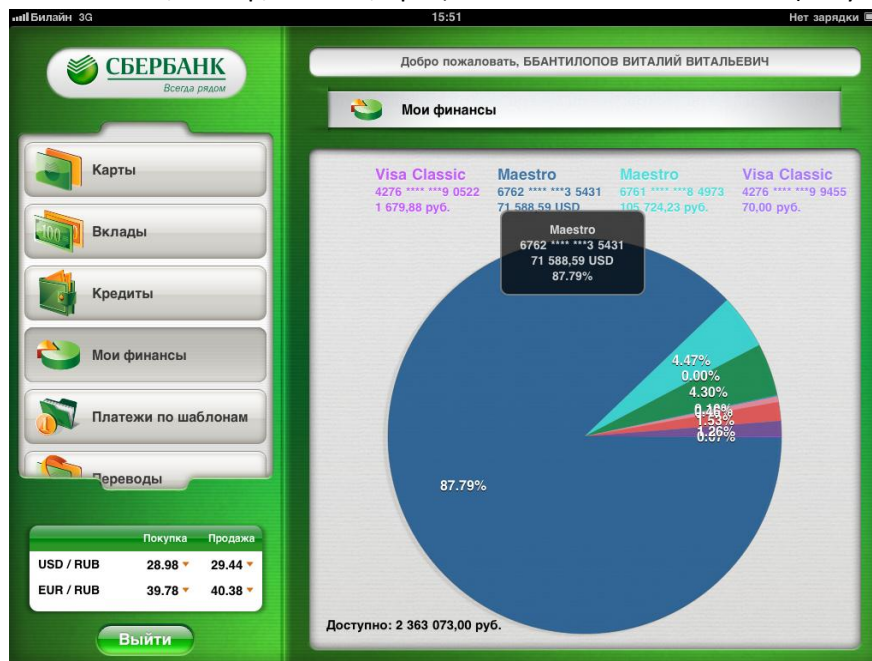 Билайн 3G 15:51 Нет зарядки
СБЕРБАНК
Всегда рядом
Добро пожаловать, ББАНТИЛОПОВ ВИТАЛИЙ ВИТАЛЬЕВИЧ
Мои финансы
Карты
Вклады
Кредиты
Мои финансы
Платежи по шаблонам
Переводы
Покупка Продажа
USD / RUB 28.98 29.44
EUR / RUB 39.78 40.38
Выйти
Visa Classic Maestro Maestro Visa Classic
4276 **** ***9 0522 6762 **** ***3 5431 6761 **** ***8 4973 4276 **** ***9 9455
1 679,88 руб. 71 588,59 USD 105 724,23 руб. 70,00 руб.
Maestro
6762 **** ***3 5431
71 588,59 USD
87.79%
4.47%
0.00%
4.30%
1.53%
1.26%
87.79%
Доступно: 2 363 073,00 руб.